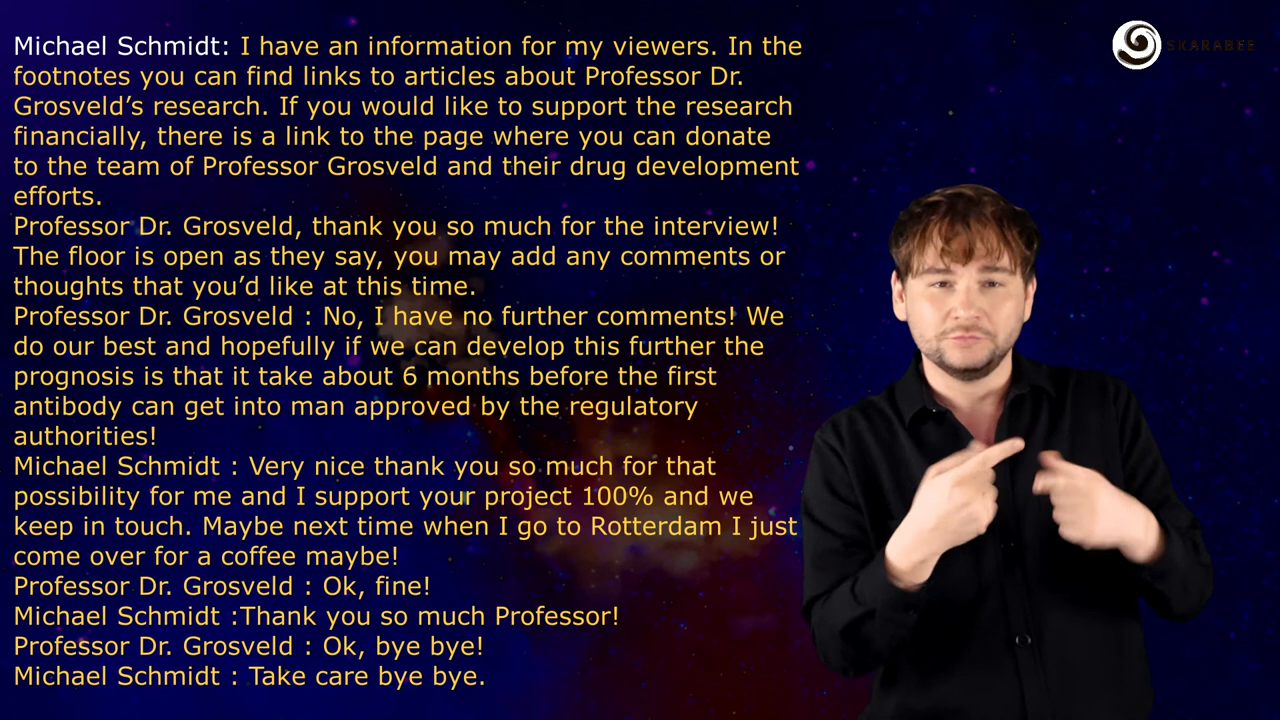 Michael Schmidt: I have an information for my viewers. In the
footnotes you can find links to articles about Professor Dr.
Grosveld’s research. If you would like to support the research
financially, there is a link to the page where you can donate
to the team of Professor Grosveld and their drug development
efforts.
Professor Dr. Grosveld, thank you so much for the interview!
The floor is open as they say, you may add any comments or
thoughts that you’d like at this time.
Professor Dr. Grosveld : No, I have no further comments! We
do our best and hopefully if we can develop this further the
prognosis is that it take about 6 months before the first
antibody can get into man approved by the regulatory
authorities!
Michael Schmidt : Very nice thank you so much for that
possibility for me and I support your project 100% and we
keep in touch. Maybe next time when I go to Rotterdam I just
come over for a coffee maybe!
Professor Dr. Grosveld : Ok, fine!
Michael Schmidt :Thank you so much Professor!
Professor Dr. Grosveld : Ok, bye bye!
Michael Schmidt : Take care bye bye.
SKARABEE